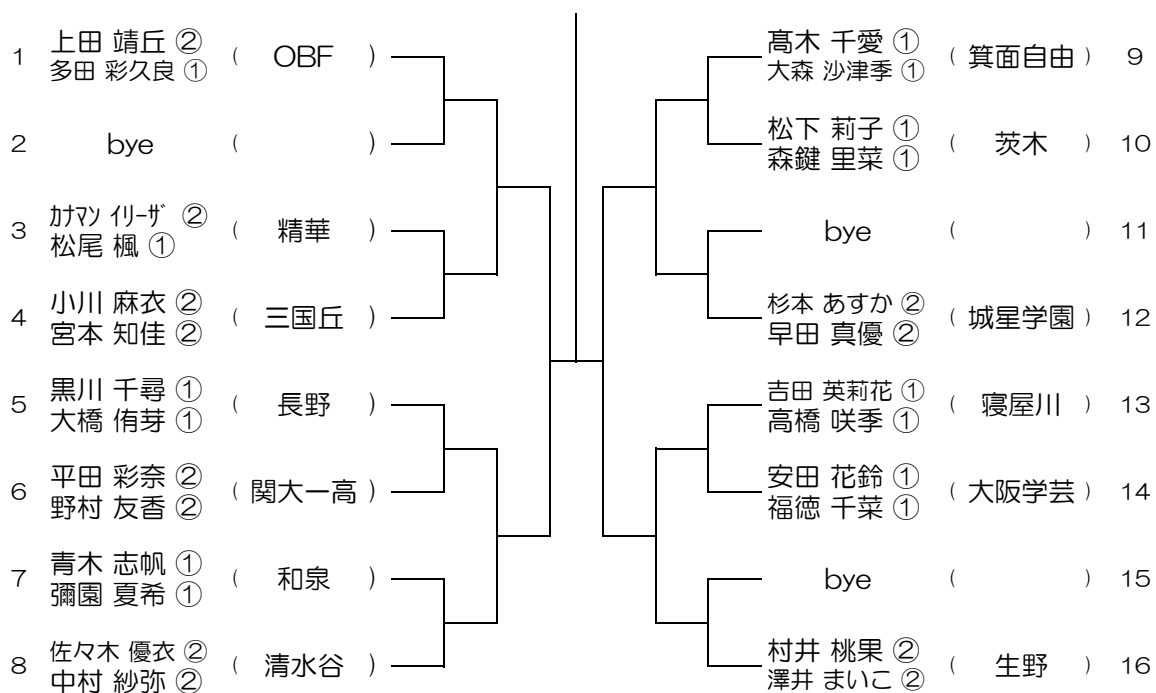 1 上田 靖丘 ② ( OBF )
多田 彩久良 ①
2 bye ( )
3 カナマン イリーザ ② ( 精華 )
松尾 楓 ①
4 小川 麻衣 ② ( 三国丘 )
宮本 知佳 ②
5 黒川 千尋 ① ( 長野 )
大橋 侑芽 ①
6 平田 彩奈 ② ( 関大一高 )
野村 友香 ②
7 青木 志帆 ① ( 和泉 )
彌園 夏希 ①
8 佐々木 優衣 ② ( 清水谷 )
中村 紗弥 ②
髙木 千愛 ① ( 箕面自由 ) 9
大森 沙津季 ①
松下 莉子 ① ( 茨木 ) 10
森鍵 里菜 ①
bye ( ) 11
杉本 あすか ② ( 城星学園 ) 12
早田 真優 ②
吉田 英莉花 ① ( 寝屋川 ) 13
高橋 咲季 ①
安田 花鈴 ① ( 大阪学芸 ) 14
福徳 千菜 ①
bye ( ) 15
村井 桃果 ② ( 生野 ) 16
澤井 まいこ ②